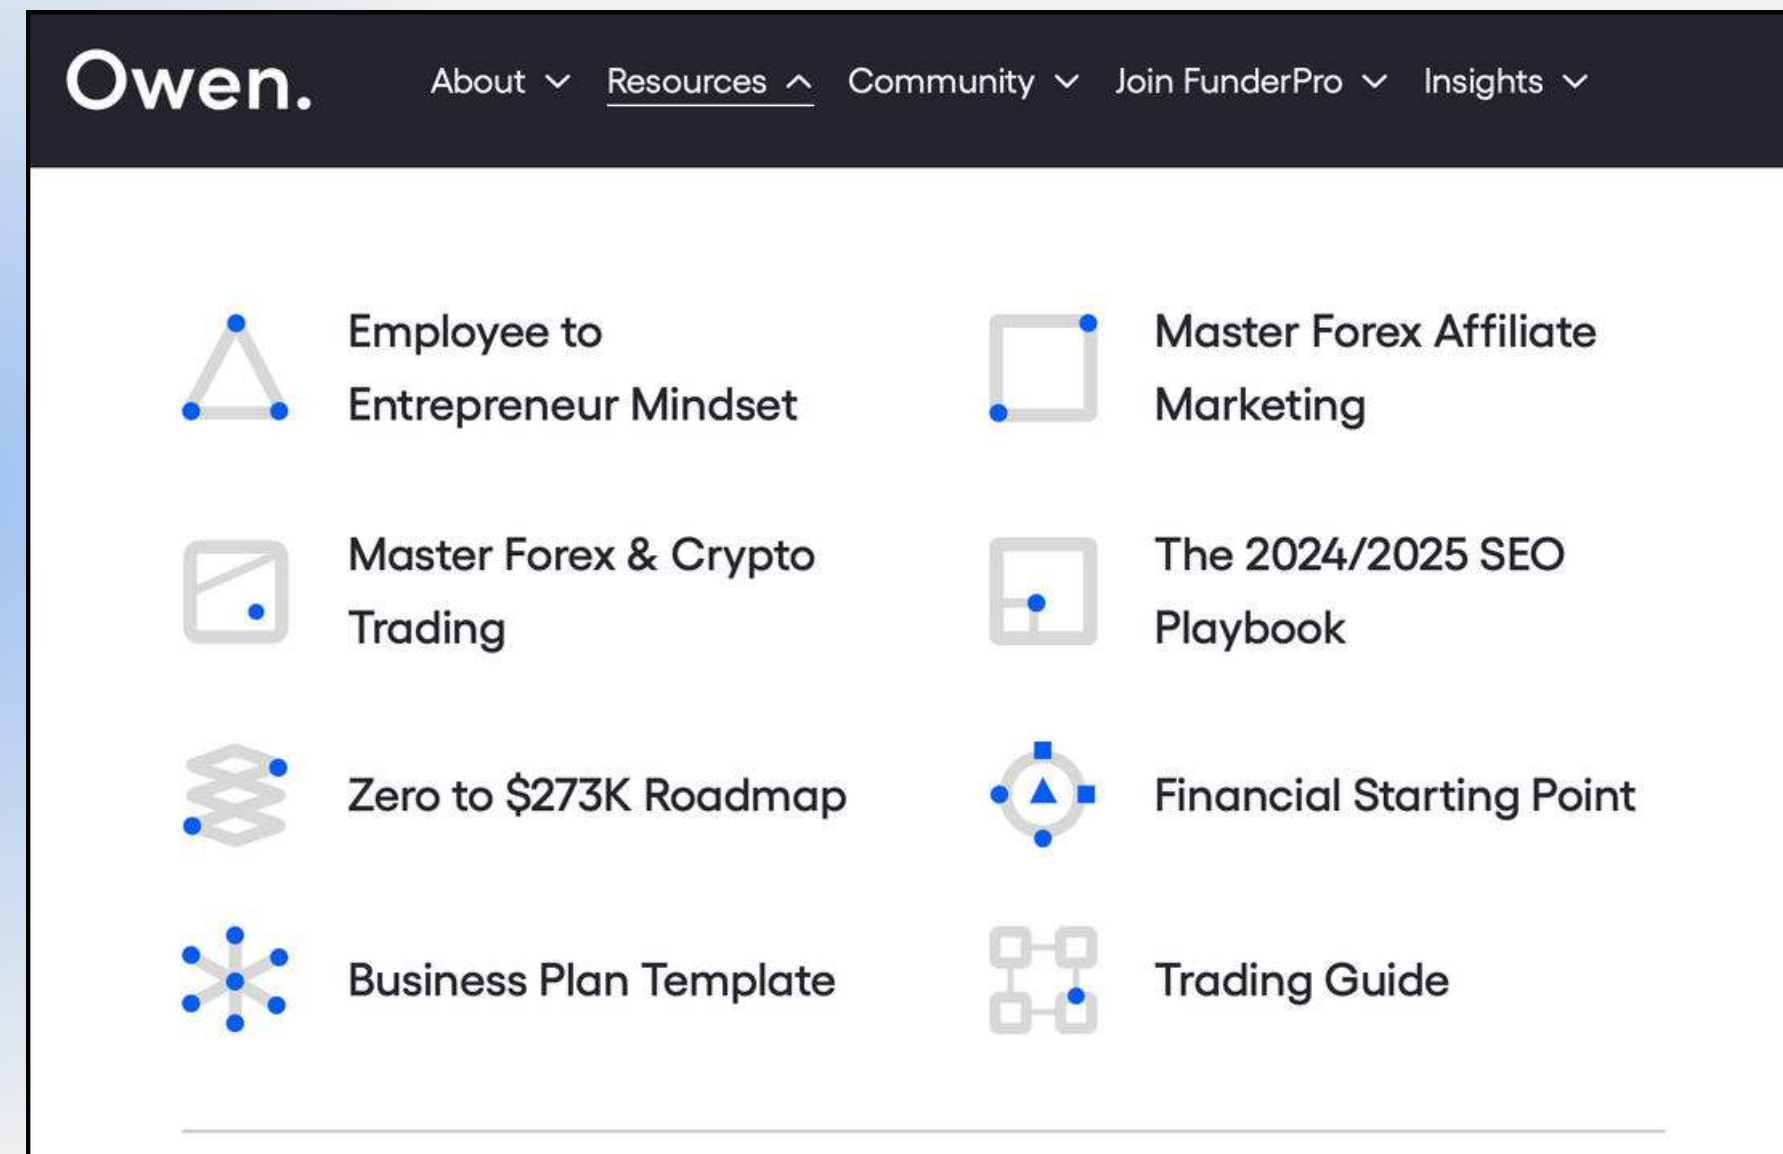 Owen.
About Resources Community Join FunderPro Insights
Employee to
Entrepreneur Mindset
Master Forex Affiliate
Marketing
Master Forex & Crypto
Trading
The 2024/2025 SEO
Playbook
Zero to $273K Roadmap
Financial Starting Point
Business Plan Template
Trading Guide